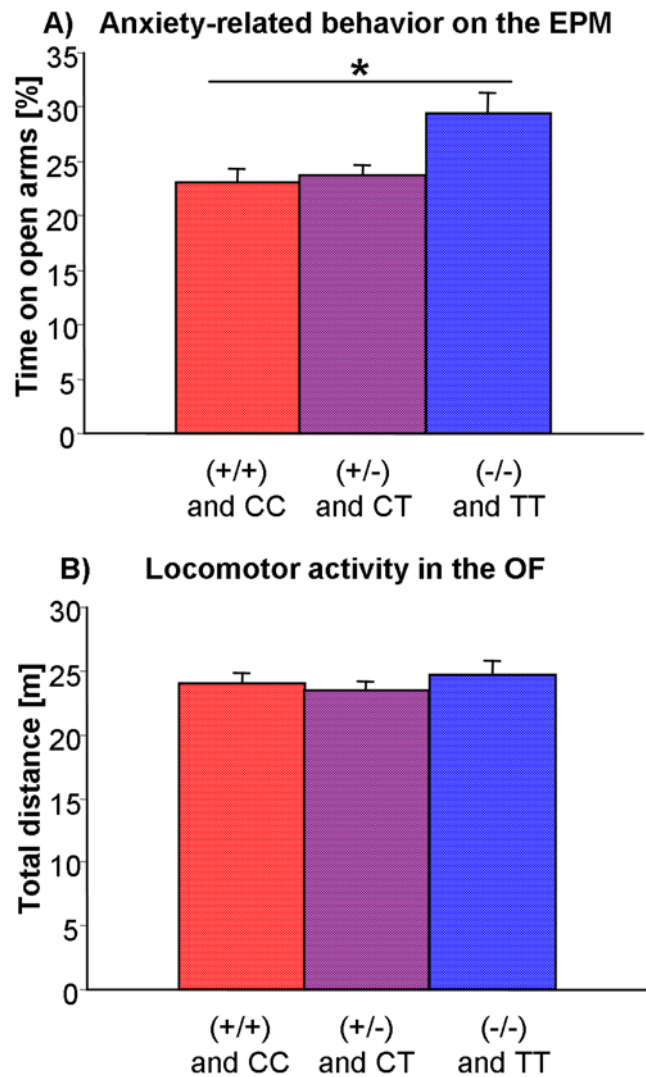 A) Anxiety-related behavior on the EPM
Time on open arms [%]
35
30
25
20
15
10
5
0
*
(+/+) (+/-) (-/-)
and CC and CT and TT
B) Locomotor activity in the OF
Total distance [m]
30
25
20
15
10
5
0
(+/+) (+/-) (-/-)
and CC and CT and TT